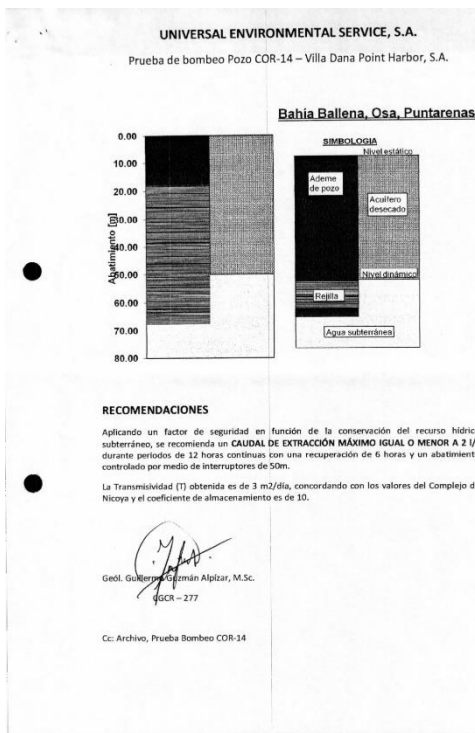 UNIVERSAL ENVIRONMENTAL SERVICE, S.A.
Prueba de bombeo Pozo COR-14 – Villa Dana Point Harbor, S.A.
Bahía Ballena, Osa, Puntarenas
SIMBOLOGIA
Nivel estático
Ademe
de pozo
Acuífero
desecado
Nivel dinámico
Rejilla
Agua subterránea
Abatimiento [m]
0.00
10.00
20.00
30.00
40.00
50.00
60.00
70.00
80.00
RECOMENDACIONES
Aplicando un factor de seguridad en función de la conservación del recurso hídric
subterráneo, se recomienda un CAUDAL DE EXTRACCIÓN MÁXIMO IGUAL O MENOR A 2 l/
durante periodos de 12 horas continuas con una recuperación de 6 horas y un abatimient
controlado por medio de interruptores de 50m.
La Transmisividad (T) obtenida es de 3 m2/día, concordando con los valores del Complejo d
Nicoya y el coeficiente de almacenamiento es de 10.
Geól. Guillermo Guzmán Alpízar, M.Sc.
CGCR – 277
Cc: Archivo, Prueba Bombeo COR-14